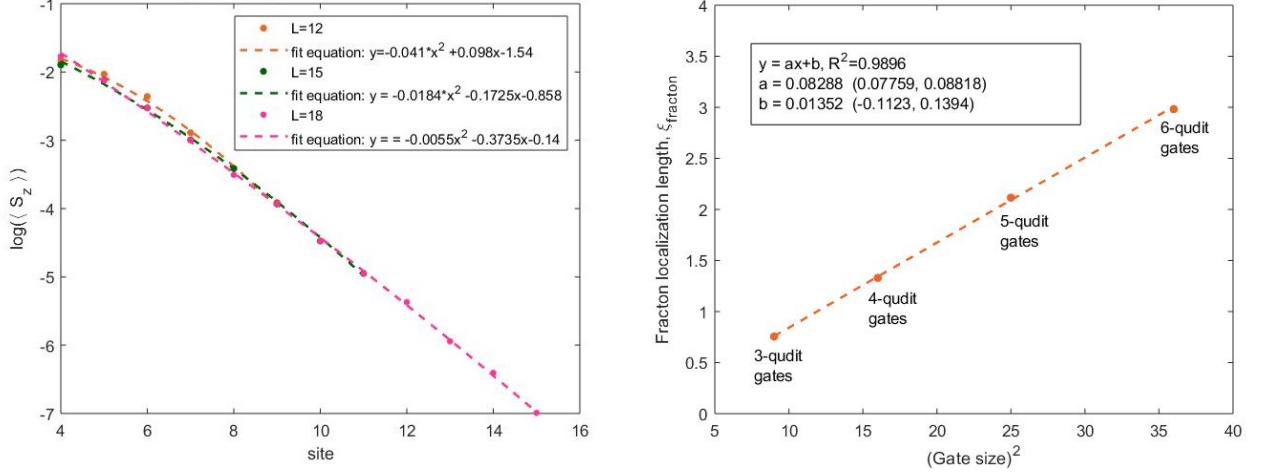 -1
-2
-3
-4
-5
-6
-7
log(⟨ S_z ⟩)
L=12
fit equation: y=-0.041*x^2 +0.098x-1.54
L=15
fit equation: y = -0.0184*x^2 -0.1725x-0.858
L=18
fit equation: y = = -0.0055x^2 -0.3735x-0.14
4 6 8 10 12 14 16
site
4
3.5
3
2.5
2
1.5
1
0.5
0
Fracton localization length, ξ_fracton
y = ax+b, R^2=0.9896
a = 0.08288 (0.07759, 0.08818)
b = 0.01352 (-0.1123, 0.1394)
6-qudit
gates
5-qudit
gates
4-qudit
gates
3-qudit
gates
5 10 15 20 25 30 35 40
(Gate size)^2